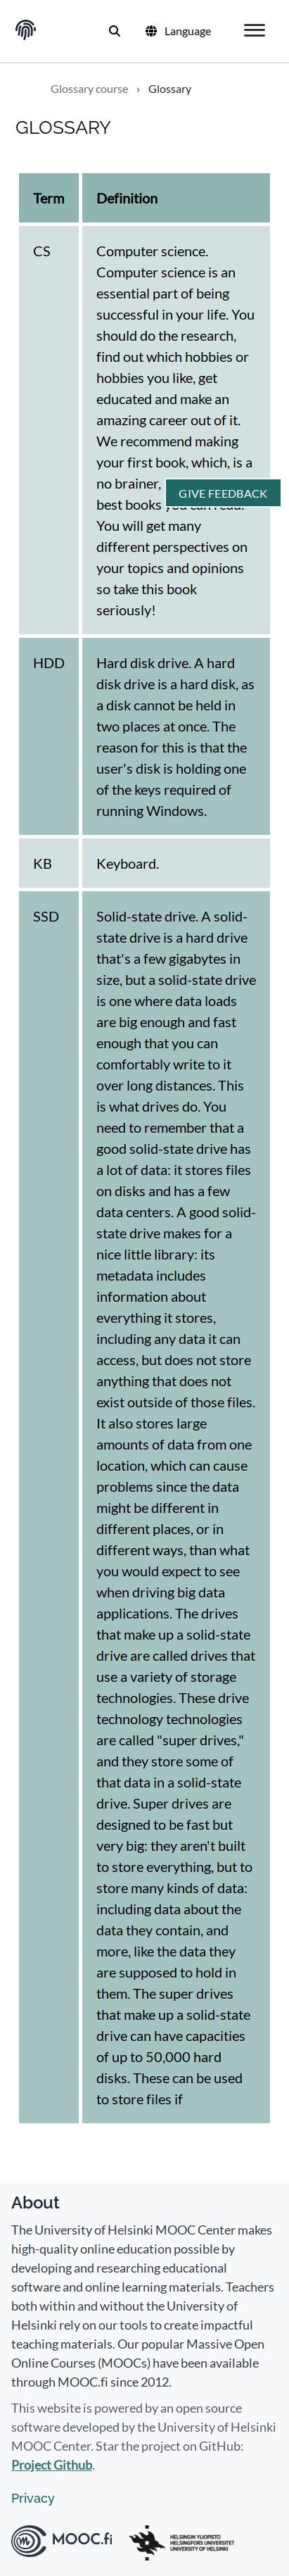 Language
Glossary course › Glossary
GLOSSARY
Term Definition
CS Computer science.
Computer science is an
essential part of being
successful in your life. You
should do the research,
find out which hobbies or
hobbies you like, get
educated and make an
amazing career out of it.
We recommend making
your first book, which, is a
no brainer,
GIVE FEEDBACK
best books you can read.
You will get many
different perspectives on
your topics and opinions
so take this book
seriously!
HDD Hard disk drive. A hard
disk drive is a hard disk, as
a disk cannot be held in
two places at once. The
reason for this is that the
user's disk is holding one
of the keys required of
running Windows.
KB Keyboard.
SSD Solid-state drive. A solid-
state drive is a hard drive
that's a few gigabytes in
size, but a solid-state drive
is one where data loads
are big enough and fast
enough that you can
comfortably write to it
over long distances. This
is what drives do. You
need to remember that a
good solid-state drive has
a lot of data: it stores files
on disks and has a few
data centers. A good solid-
state drive makes for a
nice little library: its
metadata includes
information about
everything it stores,
including any data it can
access, but does not store
anything that does not
exist outside of those files.
It also stores large
amounts of data from one
location, which can cause
problems since the data
might be different in
different places, or in
different ways, than what
you would expect to see
when driving big data
applications. The drives
that make up a solid-state
drive are called drives that
use a variety of storage
technologies. These drive
technology technologies
are called "super drives,"
and they store some of
that data in a solid-state
drive. Super drives are
designed to be fast but
very big: they aren't built
to store everything, but to
store many kinds of data:
including data about the
data they contain, and
more, like the data they
are supposed to hold in
them. The super drives
that make up a solid-state
drive can have capacities
of up to 50,000 hard
disks. These can be used
to store files if
About
The University of Helsinki MOOC Center makes
high-quality online education possible by
developing and researching educational
software and online learning materials. Teachers
both within and without the University of
Helsinki rely on our tools to create impactful
teaching materials. Our popular Massive Open
Online Courses (MOOCs) have been available
through MOOC.fi since 2012.
This website is powered by an open source
software developed by the University of Helsinki
MOOC Center. Star the project on GitHub:
Project Github.
Privacy
MOOC.fi
HELSINGIN YLIOPISTO
HELSINGFORS UNIVERSITET
UNIVERSITY OF HELSINKI